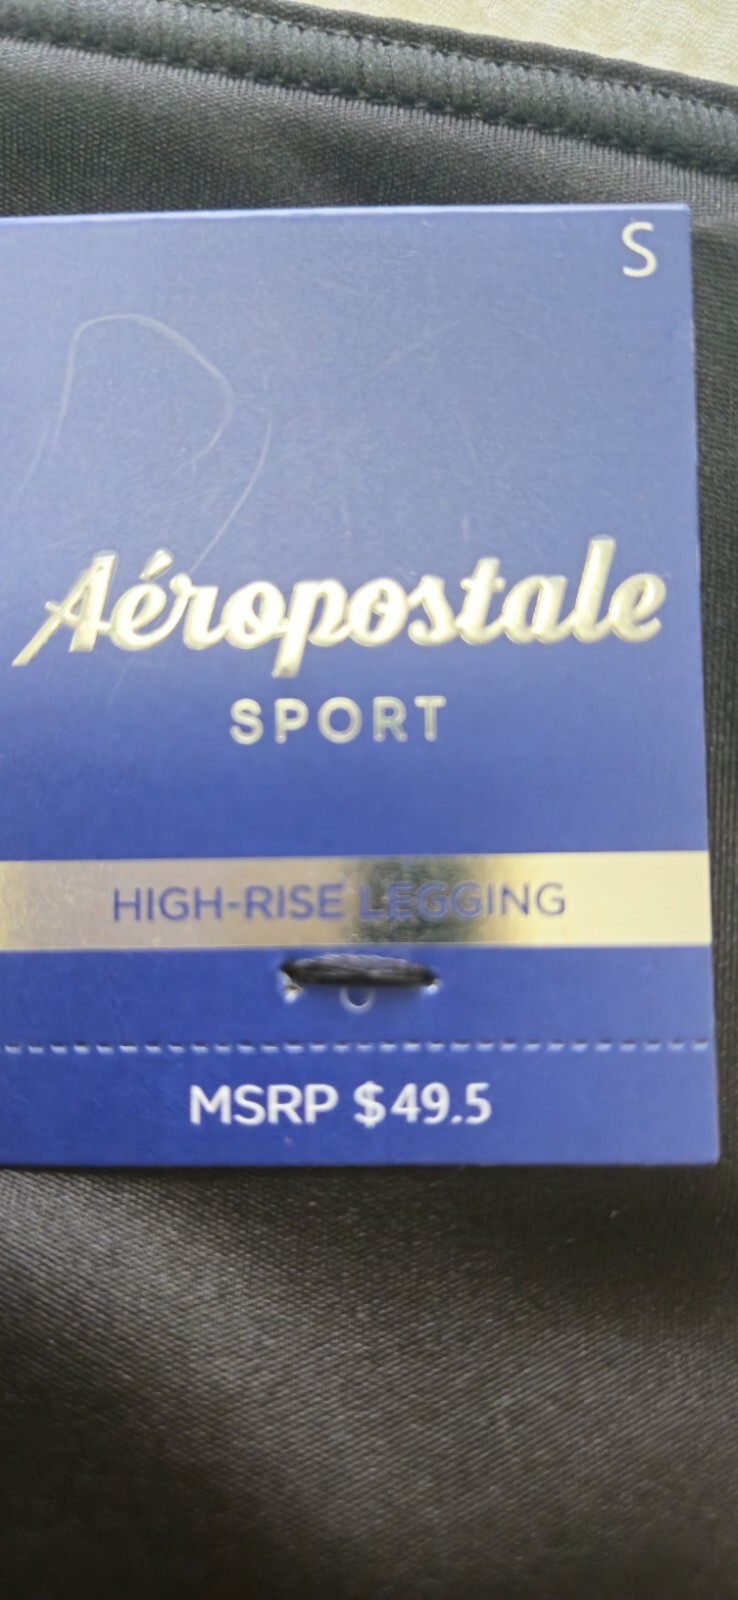 S
Aéropostale
SPORT
HIGH-RISE LEGGING
MSRP $49.5